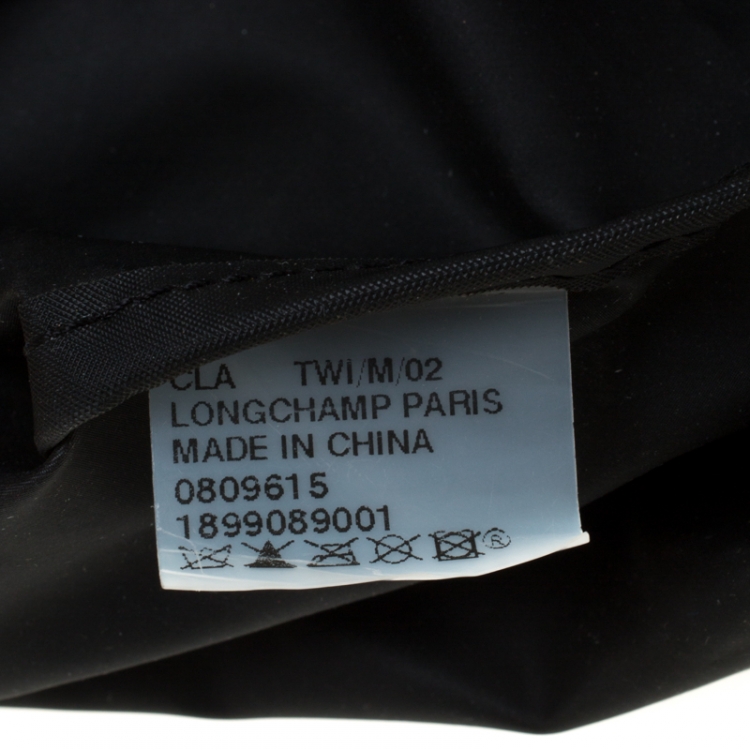 CLA TWI/M/02
LONGCHAMP PARIS
MADE IN CHINA
0809615
1899089001
®